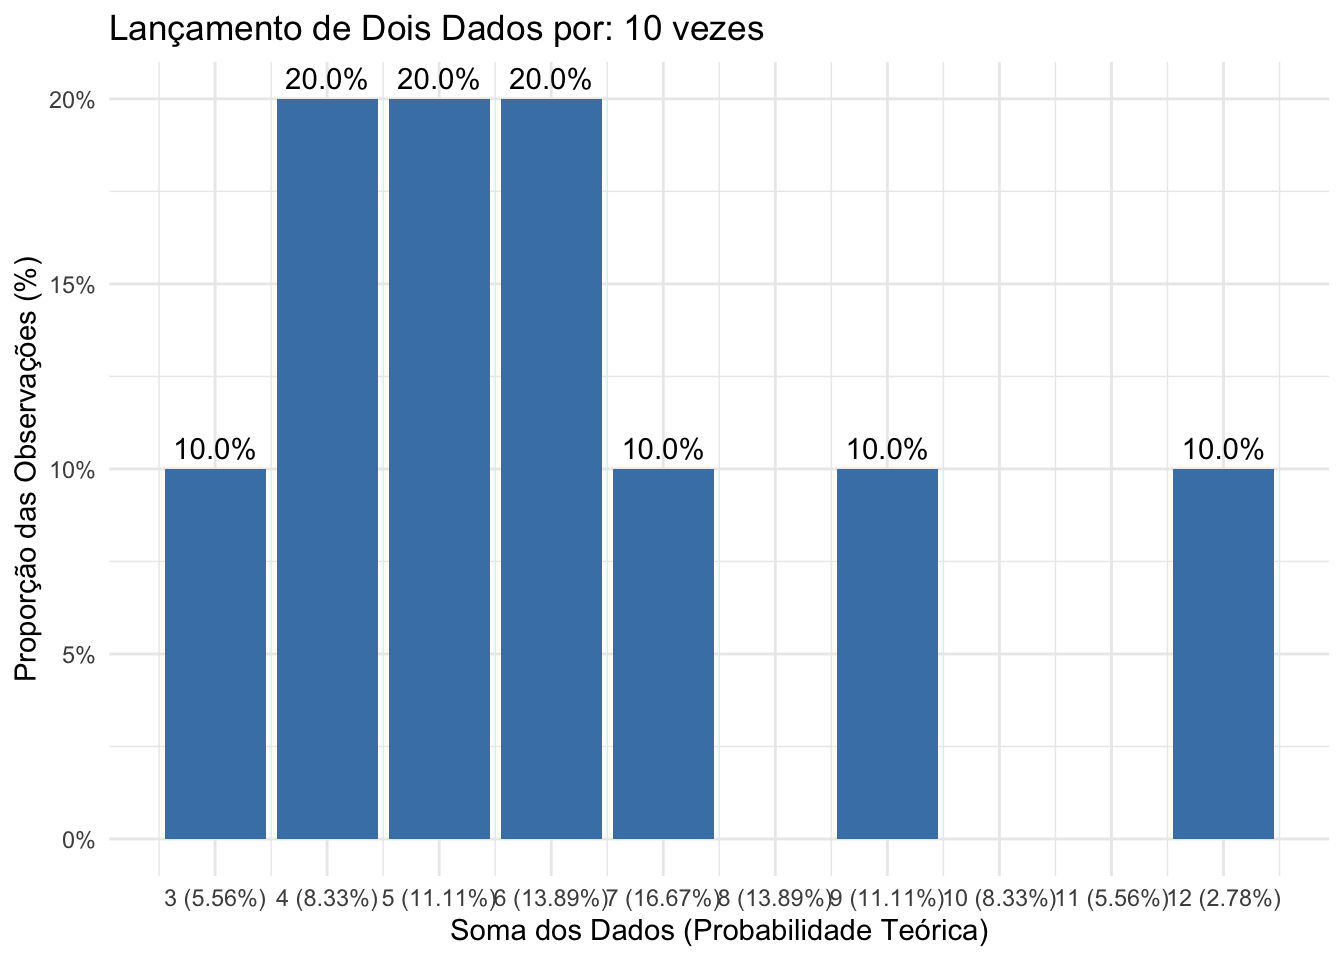 Lançamento de Dois Dados por: 10 vezes
20.0% 20.0% 20.0%
20%
15%
10.0% 10.0% 10.0% 10.0%
10%
5%
0%
Proporção das Observações (%)
3 (5.56%) 4 (8.33%) 5 (11.11%) 6 (13.89%) 7 (16.67%) 8 (13.89%) 9 (11.11%) 10 (8.33%) 11 (5.56%) 12 (2.78%)
Soma dos Dados (Probabilidade Teórica)